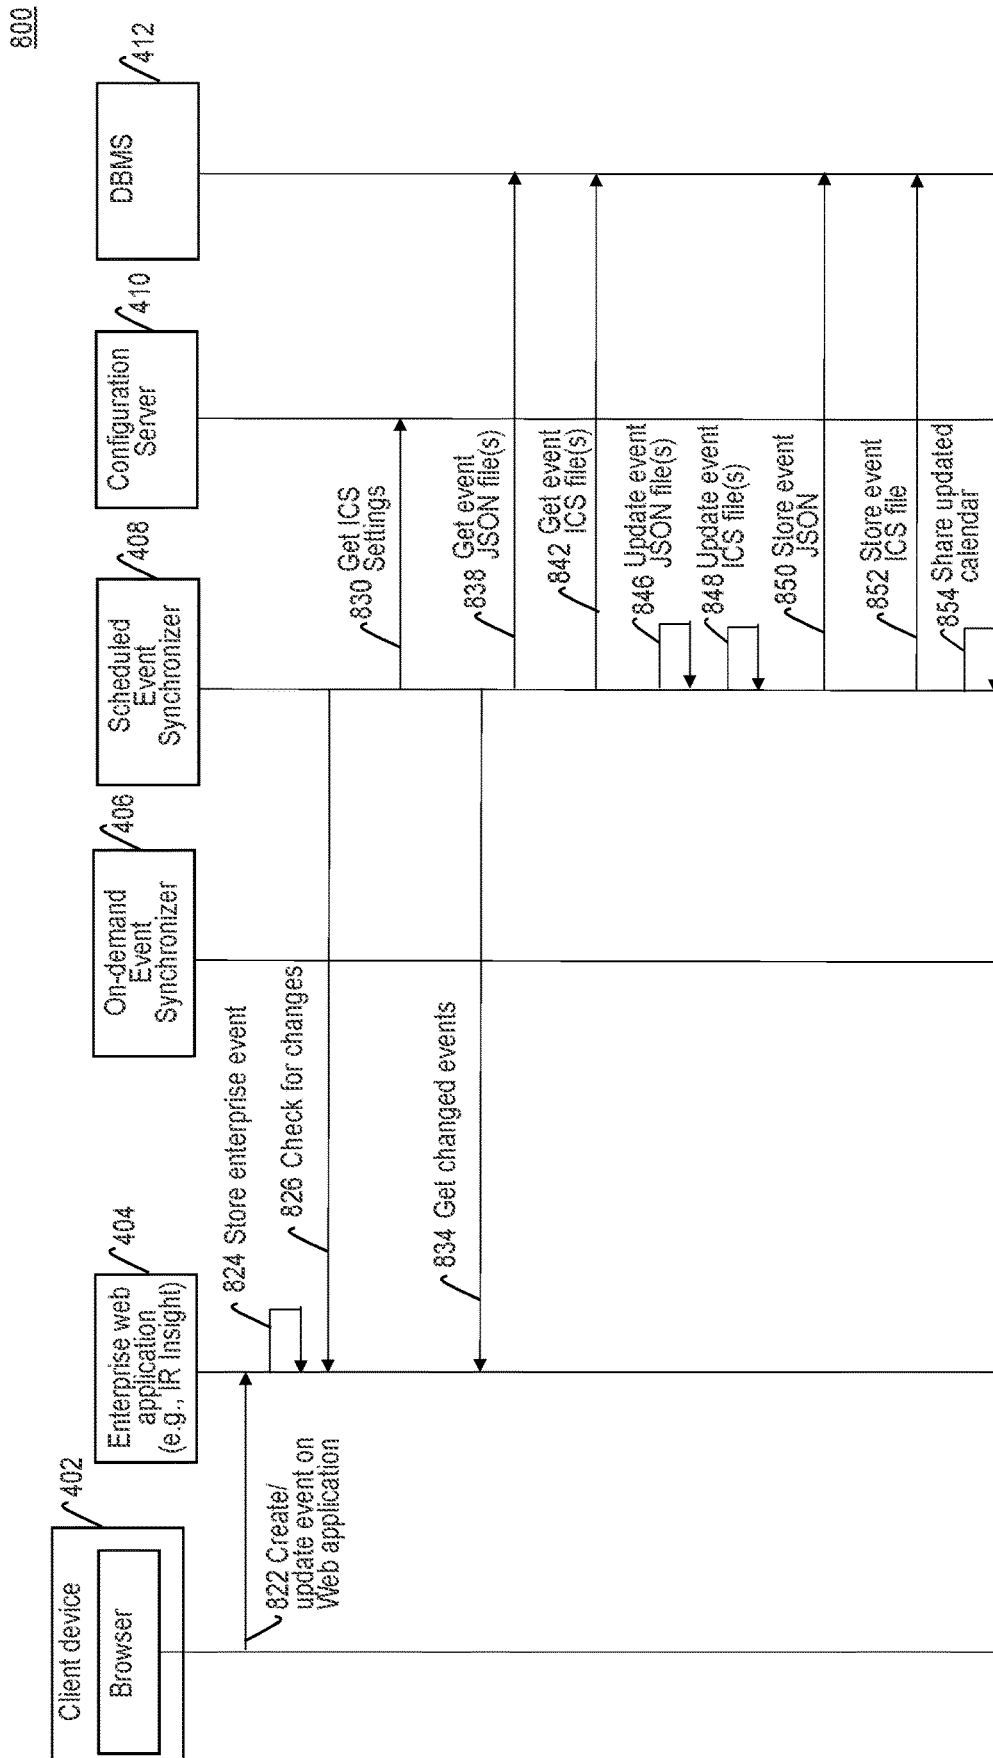 800
Client device
Browser
402
Enterprise web
application
(e.g., IR Insight)
404
On-demand
Event
Synchronizer
406
Scheduled
Event
Synchronizer
408
Configuration
Server
410
DBMS
412
822 Create/
update event on
Web application
824 Store enterprise event
826 Check for changes
830 Get ICS
Settings
834 Get changed events
838 Get event
JSON file(s)
842 Get event
ICS file(s)
846 Update event
JSON file(s)
848 Update event
ICS file(s)
850 Store event
JSON
852 Store event
ICS file
854 Share updated
calendar